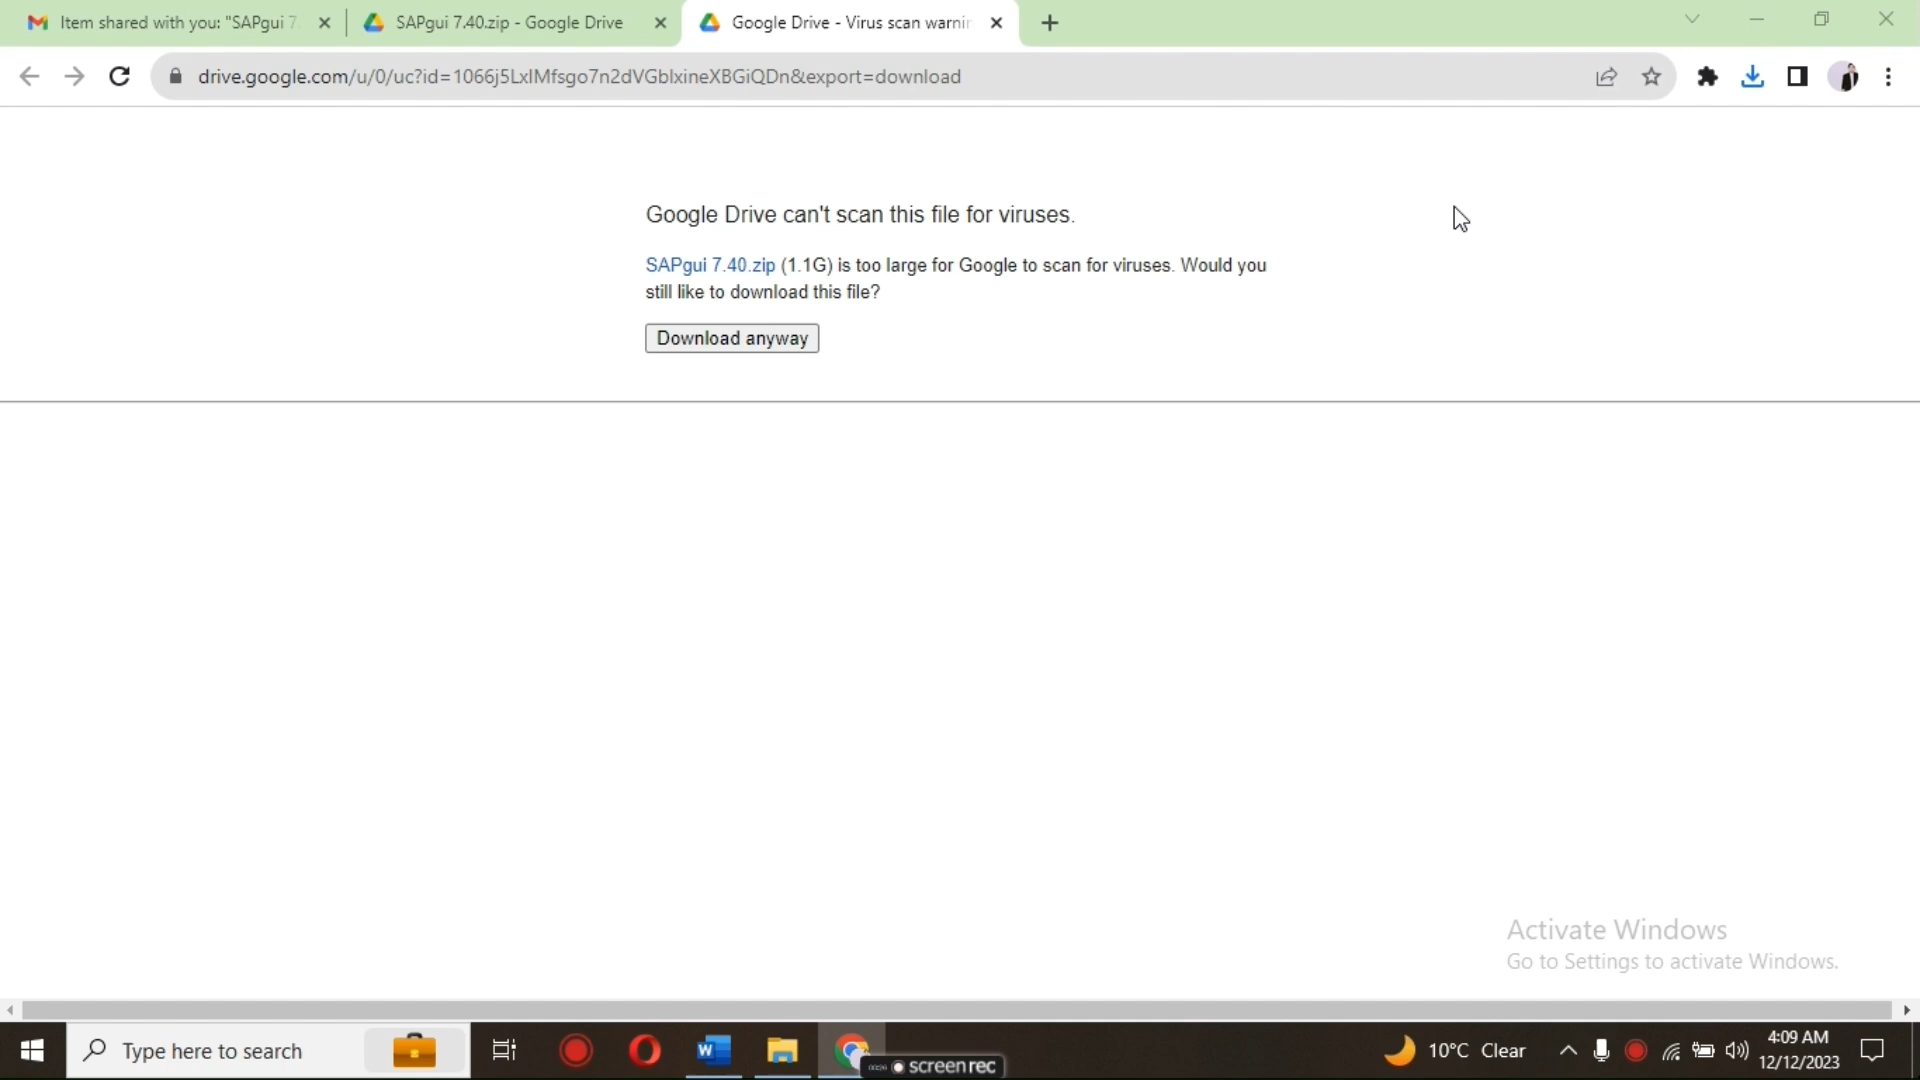 Item shared with you: "SAPgui 7.
SAPgui 7.40.zip - Google Drive
Google Drive - Virus scan warnin
drive.google.com/u/0/uc?id=1066j5LxIMfsgo7n2dVGbIxineXBGiQDn&export=download
Google Drive can't scan this file for viruses.
SAPgui 7.40.zip (1.1G) is too large for Google to scan for viruses. Would you
still like to download this file?
Download anyway
Activate Windows
Go to Settings to activate Windows.
Type here to search
screenrec
10°C Clear
4:09 AM
12/12/2023